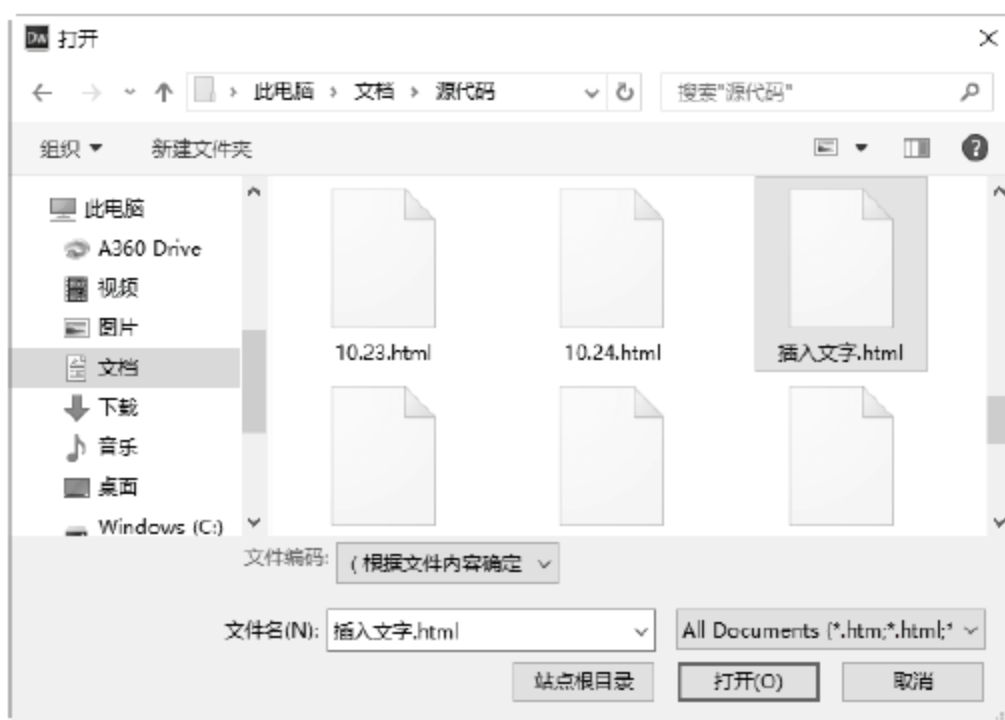 Dw 打开
此电脑 › 文档 › 源代码
搜索"源代码"
组织 新建文件夹
此电脑
A360 Drive
视频
图片
文档
下载
音乐
桌面
Windows (C:)
10.23.html 10.24.html 插入文字.html
文件编码: (根据文件内容确定
文件名(N): 插入文字.html All Documents (*.htm;*.html;*
站点根目录 打开(O) 取消